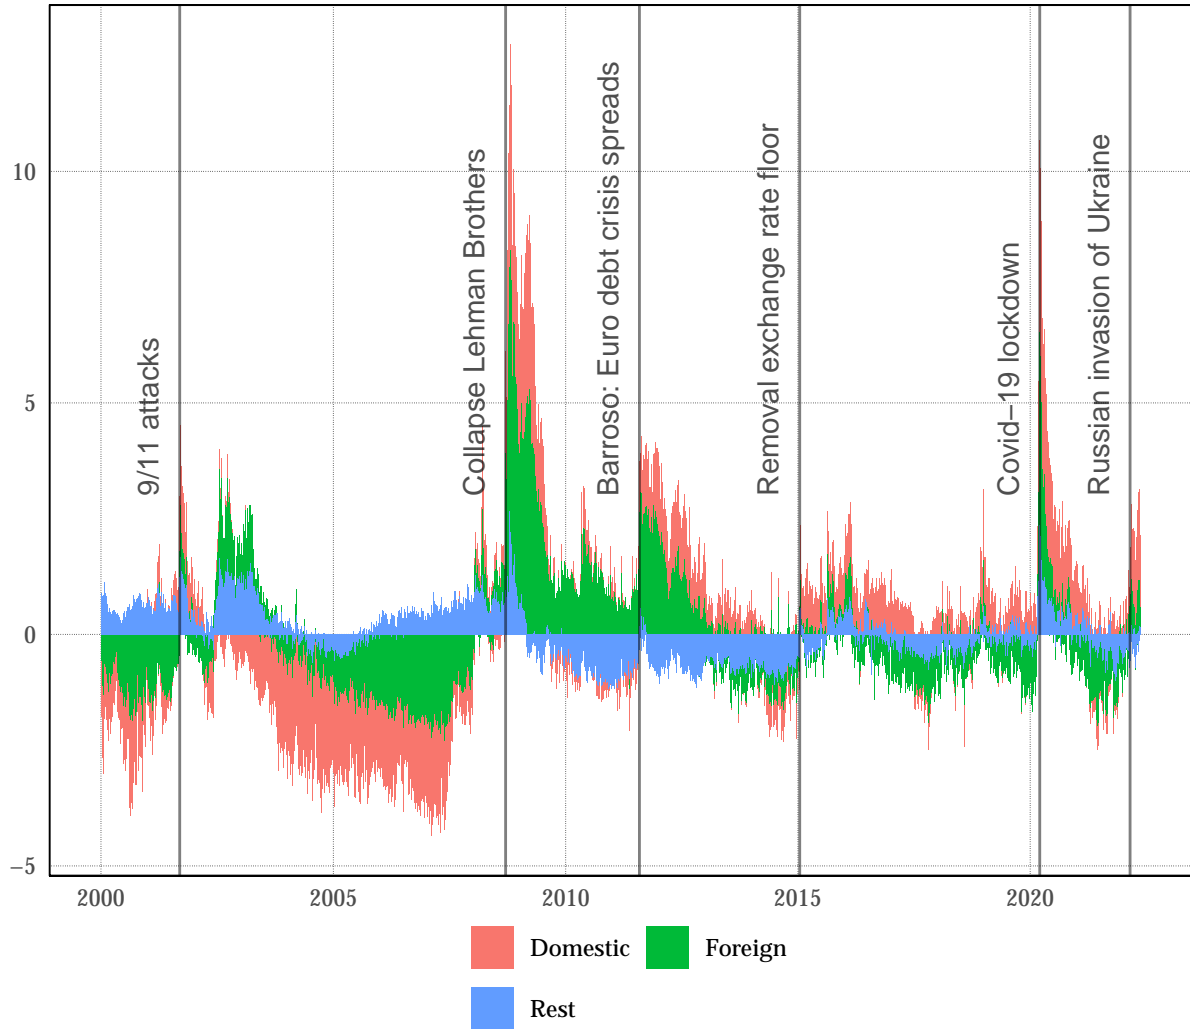 10
5
0
−5
9/11 attacks
Collapse Lehman Brothers
Barroso: Euro debt crisis spreads
Removal exchange rate floor
Covid−19 lockdown
Russian invasion of Ukraine
2000 2005 2010 2015 2020
Domestic Foreign
Rest